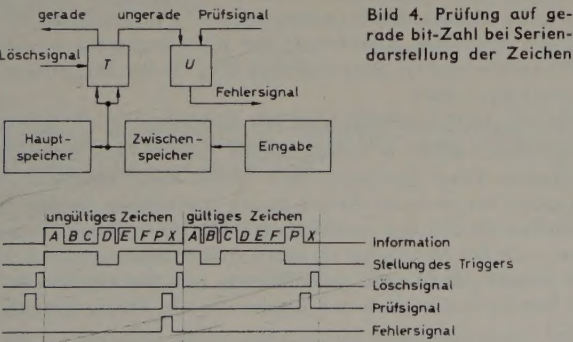 gerade ungerade Prüfsignal
Bild 4. Prüfung auf ge-
rade bit-Zahl bei Serien-
darstellung der Zeichen
Löschsignal
T U
Fehlersignal
Haupt-
speicher
Zwischen-
speicher
Eingabe
ungültiges Zeichen gültiges Zeichen
A B C D E F P X A B C D E F P X
Information
Stellung des Triggers
Löschsignal
Prüfsignal
Fehlersignal